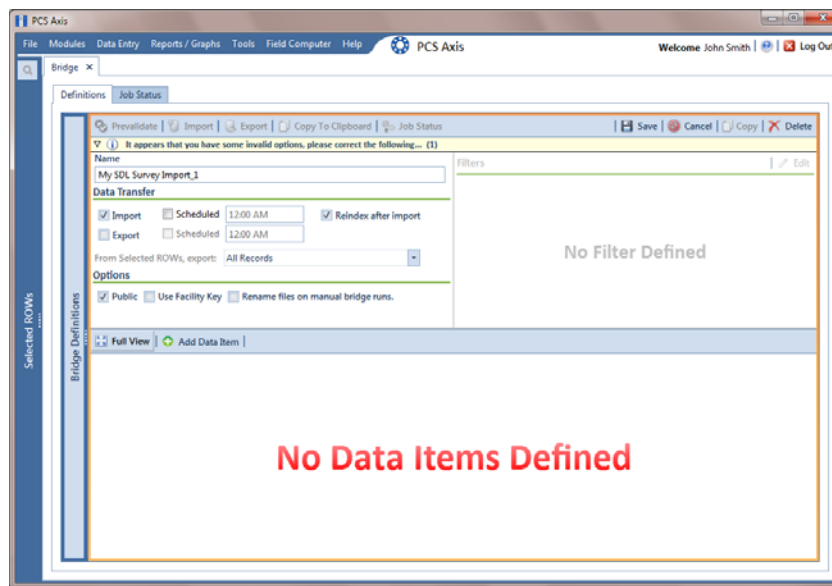 PCS Axis
File Modules Data Entry Reports / Graphs Tools Field Computer Help PCS Axis Welcome John Smith Log Out
Bridge
Definitions Job Status
Prevalidate Import Export Copy To Clipboard Job Status Save Cancel Copy Delete
It appears that you have some invalid options, please correct the following... (1)
Name
Filters Edit
My SDL Survey Import_1
Data Transfer
Import Scheduled 12:00 AM Reindex after import
Export Scheduled 12:00 AM
No Filter Defined
From Selected ROWs, export: All Records
Options
Public Use Facility Key Rename files on manual bridge runs.
Selected ROWs
Bridge Definitions
Full View Add Data Item
No Data Items Defined